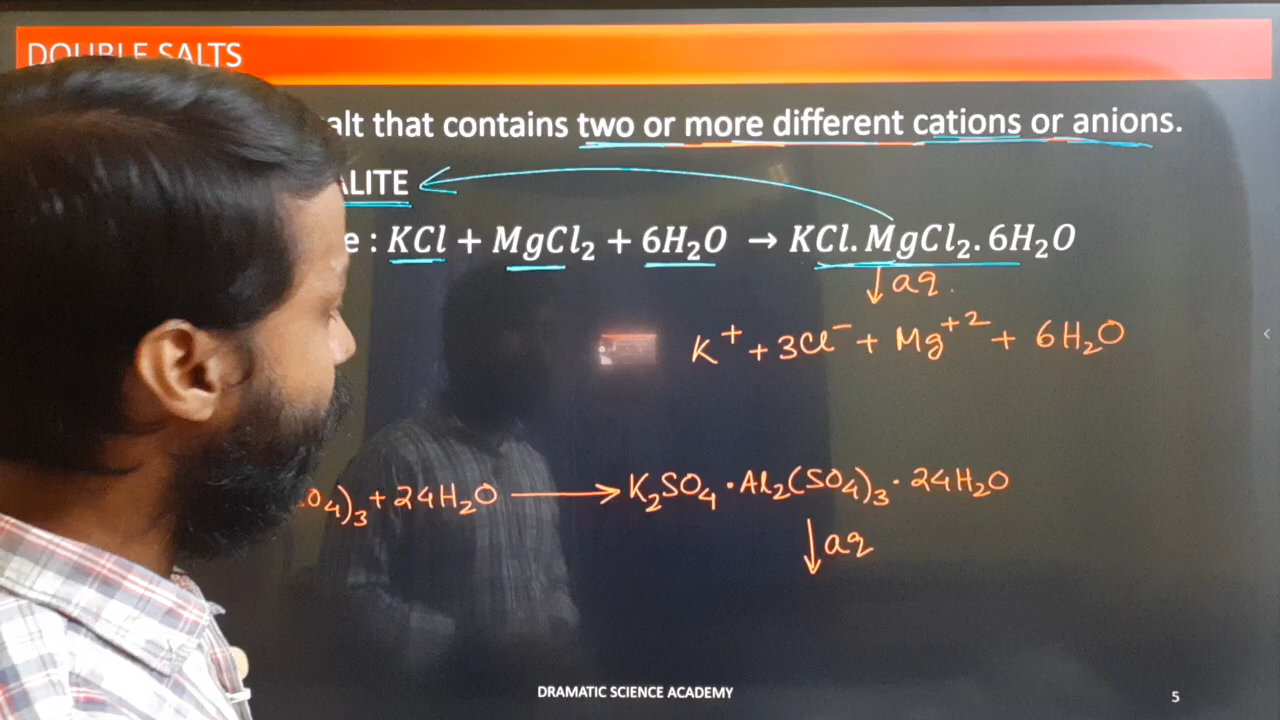 DOUBLE SALTS
alt that contains two or more different cations or anions.
ALITE
e : KCl + MgCl₂ + 6H₂O → KCl.MgCl₂.6H₂O
↓aq.
K⁺ + 3Cl⁻ + Mg⁺² + 6H₂O
O₄)₃ + 24H₂O ⟶ K₂SO₄·Al₂(SO₄)₃·24H₂O
↓aq
DRAMATIC SCIENCE ACADEMY
5